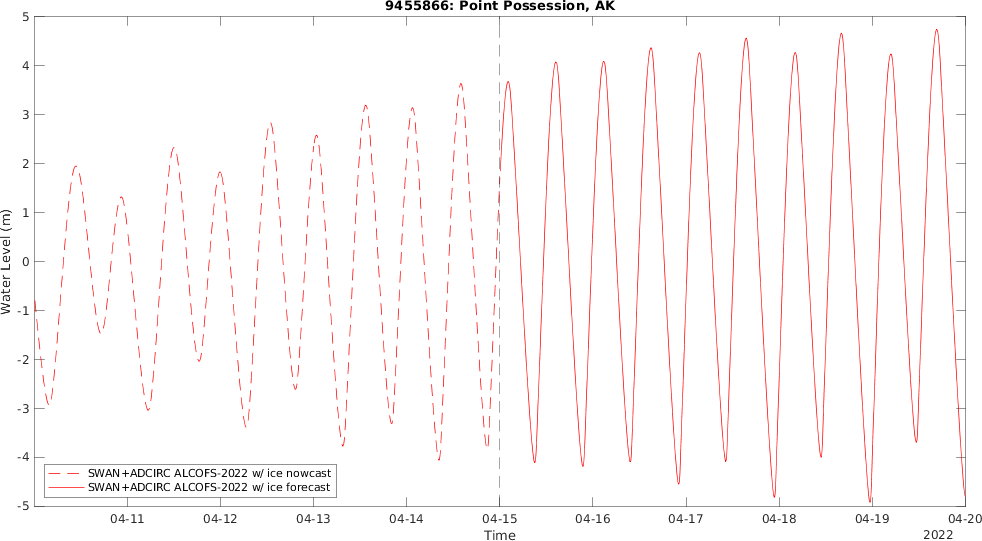 9455866: Point Possession, AK
Water Level (m)
5
4
3
2
1
0
-1
-2
-3
-4
-5
SWAN+ADCIRC ALCOFS-2022 w/ ice nowcast
SWAN+ADCIRC ALCOFS-2022 w/ ice forecast
04-11 04-12 04-13 04-14 04-15 04-16 04-17 04-18 04-19 04-20
Time
2022